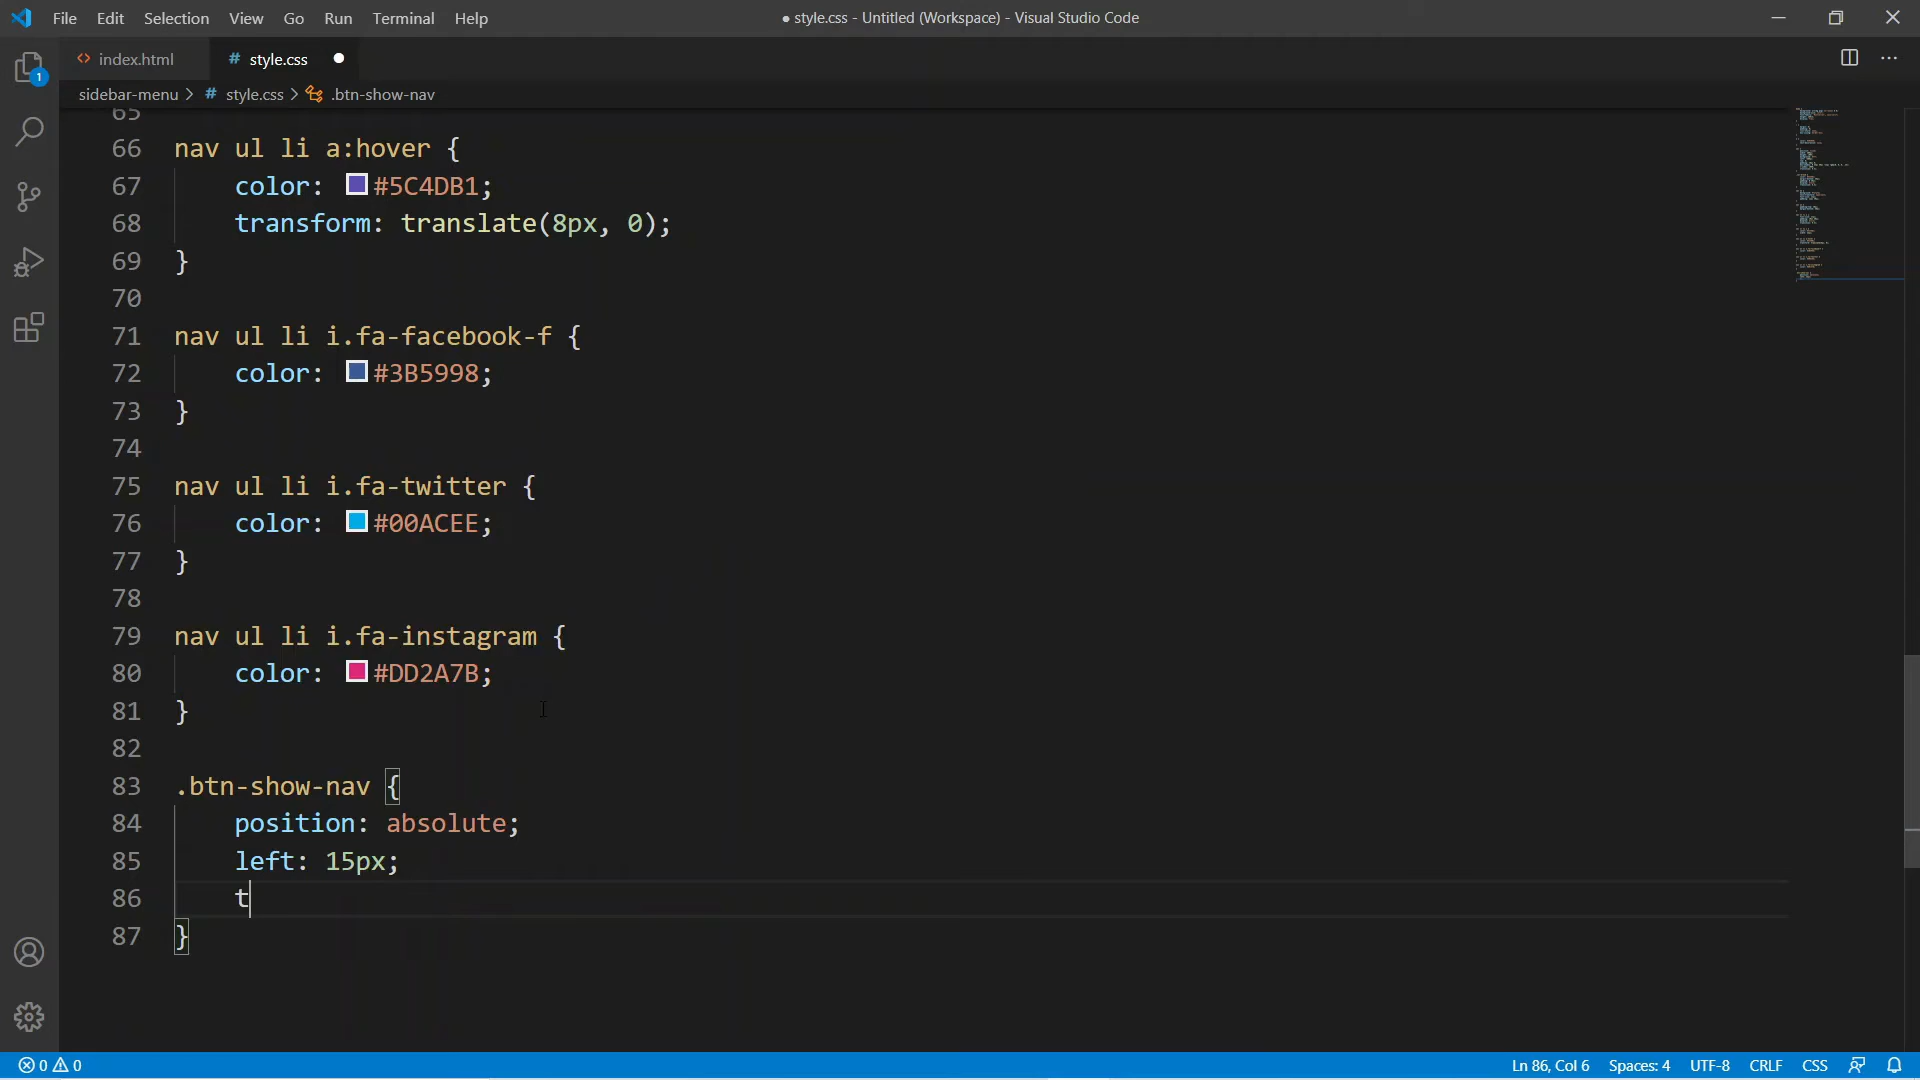 File Edit Selection View Go Run Terminal Help
● style.css - Untitled (Workspace) - Visual Studio Code
1
<> index.html
# style.css ●
sidebar-menu > # style.css > .btn-show-nav
65
66 nav ul li a:hover {
67 color: #5C4DB1;
68 transform: translate(8px, 0);
69 }
70
71 nav ul li i.fa-facebook-f {
72 color: #3B5998;
73 }
74
75 nav ul li i.fa-twitter {
76 color: #00ACEE;
77 }
78
79 nav ul li i.fa-instagram {
80 color: #DD2A7B;
81 }
82
83 .btn-show-nav {
84 position: absolute;
85 left: 15px;
86 t
87 }
0 0
Ln 86, Col 6 Spaces: 4 UTF-8 CRLF CSS